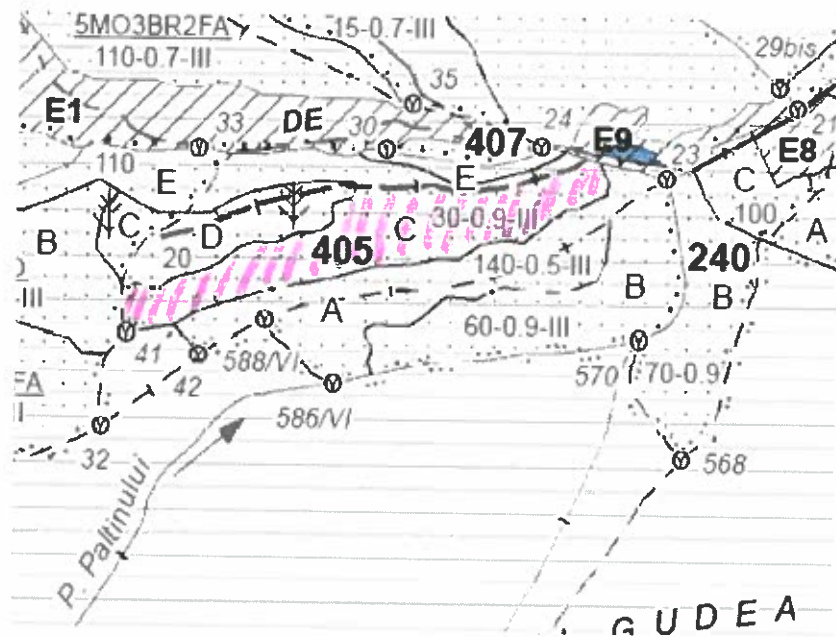 5MO3BR2FA
110-0.7-III
15-0.7-III
29bis
35
E1
33
DE
30
407
24
E9
23
21
E8
110
E
E
C
B
C
D
C
30-0.9-III
100
A
20
405
140-0.5-III
B
240
B
III
A
60-0.9-III
41
588/VI
570
70-0.9
FA
42
586/VI
32
568
P. Paltinului
GUDEA